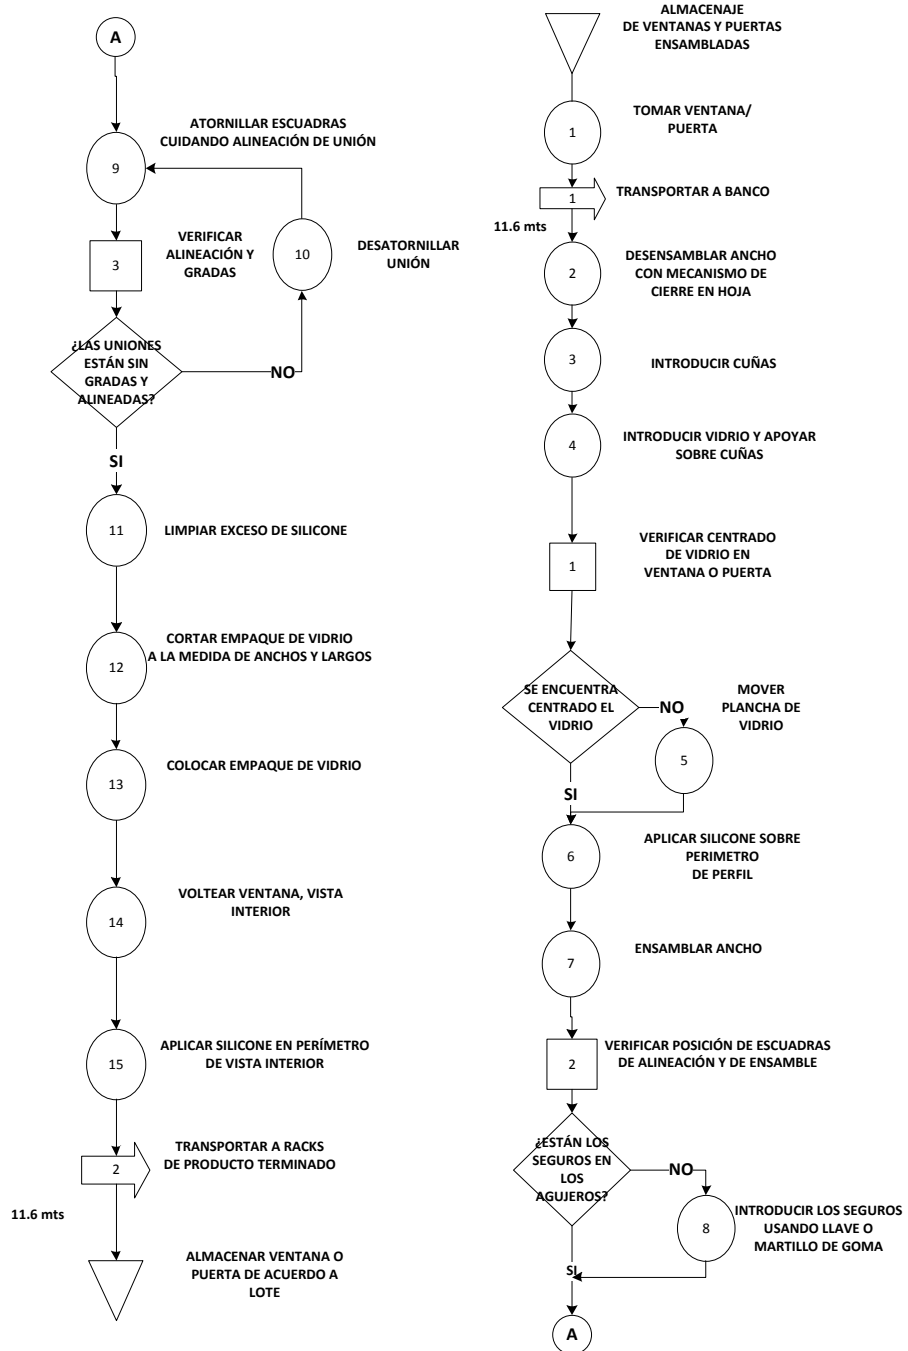 A
ATORNILLAR ESCUADRAS
CUIDANDO ALINEACIÓN DE UNIÓN
9
VERIFICAR
ALINEACIÓN Y
GRADAS
3
10
DESATORNILLAR
UNIÓN
¿LAS UNIONES
ESTÁN SIN
GRADAS Y
ALINEADAS?
NO
SI
11
LIMPIAR EXCESO DE SILICONE
CORTAR EMPAQUE DE VIDRIO
A LA MEDIDA DE ANCHOS Y LARGOS
12
COLOCAR EMPAQUE DE VIDRIO
13
VOLTEAR VENTANA, VISTA
INTERIOR
14
APLICAR SILICONE EN PERÍMETRO
DE VISTA INTERIOR
15
TRANSPORTAR A RACKS
DE PRODUCTO TERMINADO
2
11.6 mts
ALMACENAR VENTANA O
PUERTA DE ACUERDO A
LOTE
ALMACENAJE
DE VENTANAS Y PUERTAS
ENSAMBLADAS
TOMAR VENTANA/
PUERTA
1
TRANSPORTAR A BANCO
1
11.6 mts
2
DESENSAMBLAR ANCHO
CON MECANISMO DE
CIERRE EN HOJA
3
INTRODUCIR CUÑAS
4
INTRODUCIR VIDRIO Y APOYAR
SOBRE CUÑAS
VERIFICAR CENTRADO
DE VIDRIO EN
VENTANA O PUERTA
1
SE ENCUENTRA
CENTRADO EL
VIDRIO
NO
MOVER
PLANCHA DE
VIDRIO
5
SI
6
APLICAR SILICONE SOBRE
PERIMETRO
DE PERFIL
7
ENSAMBLAR ANCHO
VERIFICAR POSICIÓN DE ESCUADRAS
DE ALINEACIÓN Y DE ENSAMBLE
2
¿ESTÁN LOS
SEGUROS EN
LOS
AGUJEROS?
NO
8
INTRODUCIR LOS SEGUROS
USANDO LLAVE O
MARTILLO DE GOMA
SI
A